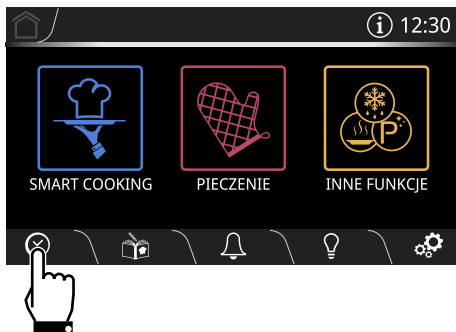 i 12:30
SMART COOKING
PIECZENIE
P
INNE FUNKCJE